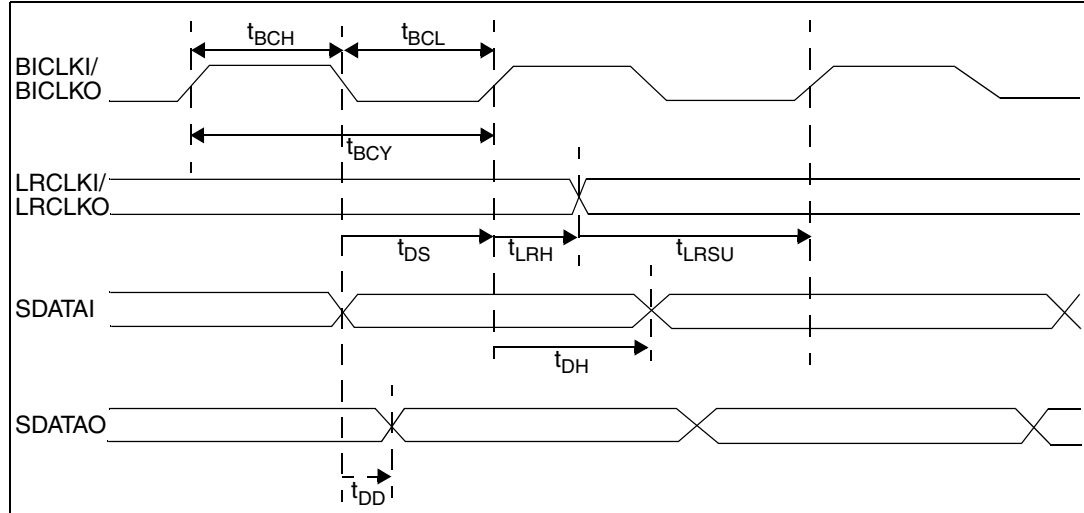 tBCH
tBCL
BICLKI/
BICLKO
tBCY
LRCLKI/
LRCLKO
tDS
tLRH
tLRSU
SDATAI
tDH
SDATAO
tDD